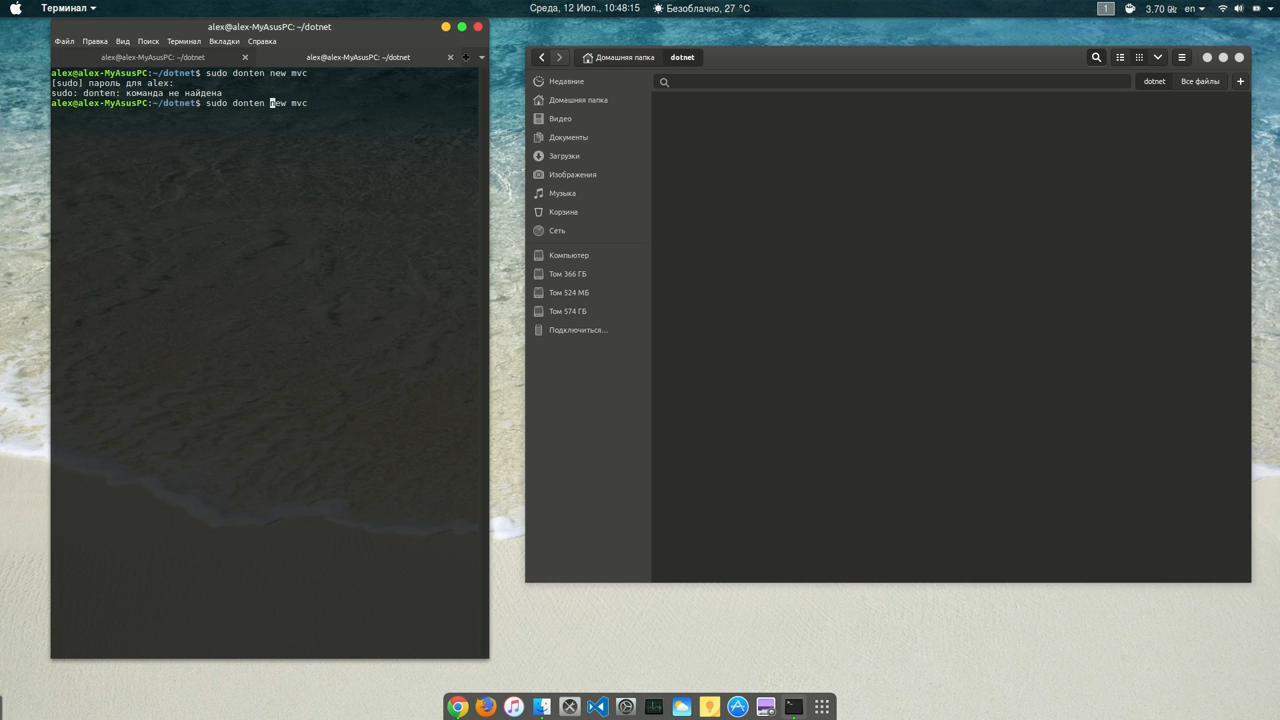 Терминал
Среда, 12 Июл., 10:48:15
Безоблачно, 27 °C
1
3.70 GHz
en
alex@alex-MyAsusPC: ~/dotnet
Файл Правка Вид Поиск Терминал Вкладки Справка
alex@alex-MyAsusPC: ~/dotnet
alex@alex-MyAsusPC: ~/dotnet
alex@alex-MyAsusPC:~/dotnet$ sudo donten new mvc
[sudo] пароль для alex:
sudo: donten: команда не найдена
alex@alex-MyAsusPC:~/dotnet$ sudo donten new mvc
Домашняя папка
dotnet
dotnet
Все файлы
Недавние
Домашняя папка
Видео
Документы
Загрузки
Изображения
Музыка
Корзина
Сеть
Компьютер
Том 366 ГБ
Том 524 МБ
Том 574 ГБ
Подключиться…